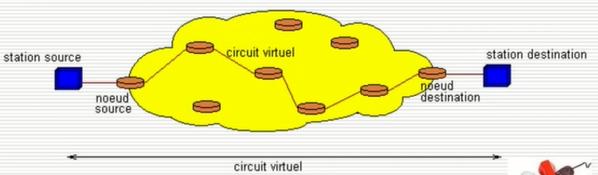 station source
circuit virtuel
station destination
noeud
source
noeud
destination
circuit virtuel